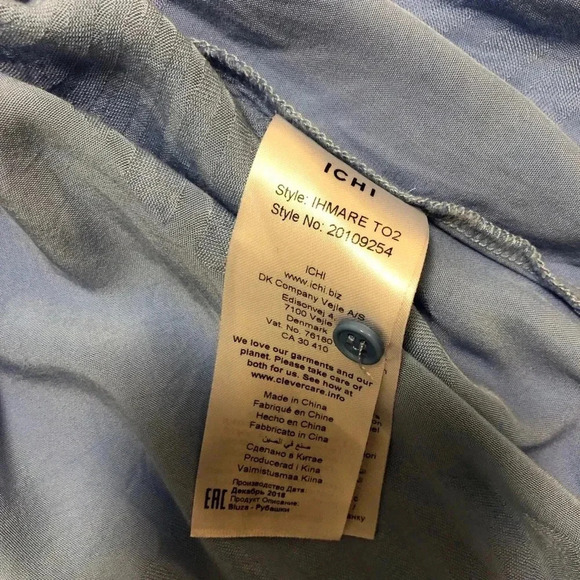 ICHI
Style: IHMARE TO2
Style No: 20109254
ICHI
www.ichi.biz
DK Company Vejle A/S
Edisonvej 4.
7100 Vejle
Denmark
Vat. No. 76180
CA 30 410
We love our garments and our
planet. Please take care of
both for us. See how at
www.clevercare.info
Made in China
Fabriqué en Chine
Hecho en China
Fabbricato in Cina
صنع في الصين
Сделано в Китае
Producerad i Kina
Valmistusmaa Kiina
EAC
Производство Дата:
Декабрь 2018
Продукт Описание:
Bluza - Рубашки